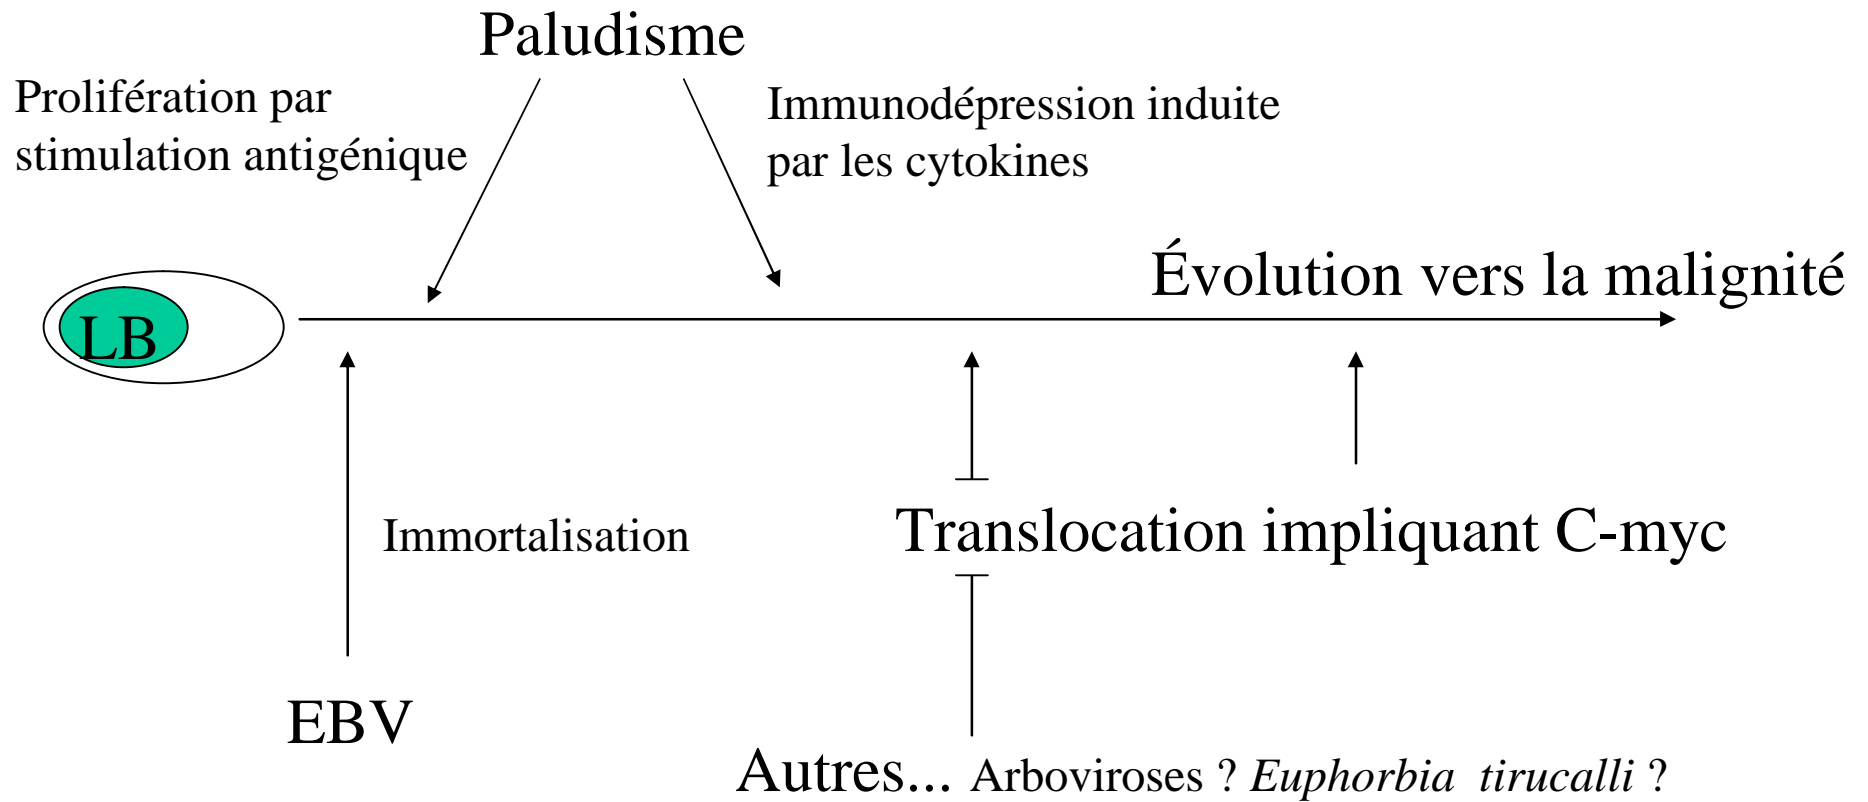 Paludisme
Prolifération par
stimulation antigénique
Immunodépression induite
par les cytokines
Évolution vers la malignité
LB
Immortalisation
Translocation impliquant C-myc
EBV
Autres... Arboviroses ? Euphorbia tirucalli ?